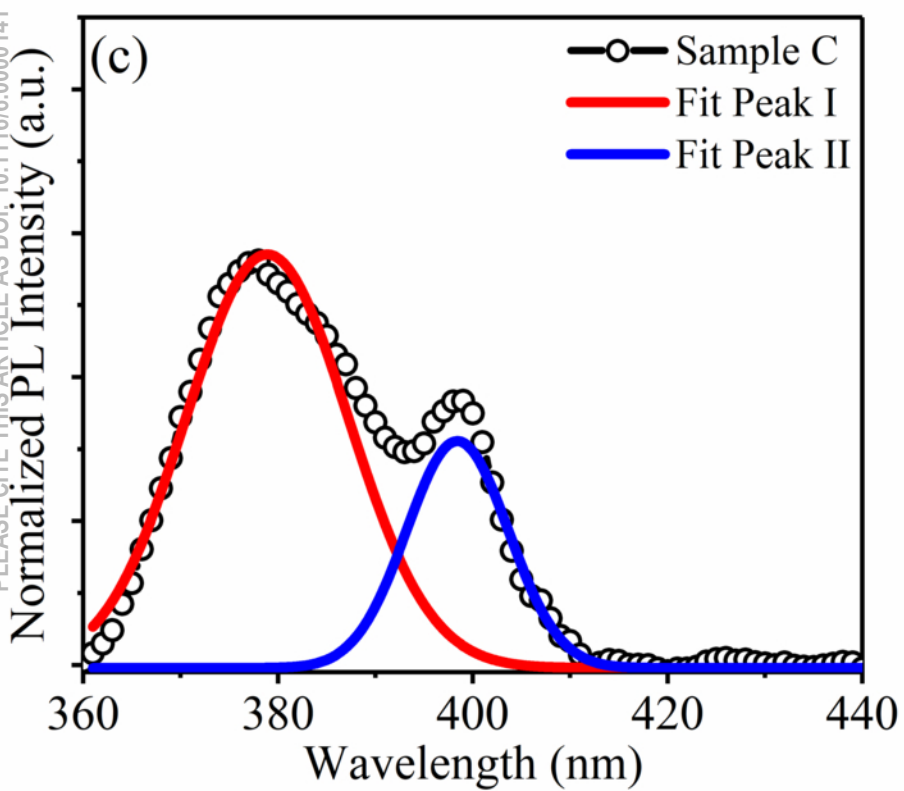 (c)
Sample C
Fit Peak I
Fit Peak II
Normalized PL Intensity (a.u.)
360
380
400
420
440
Wavelength (nm)